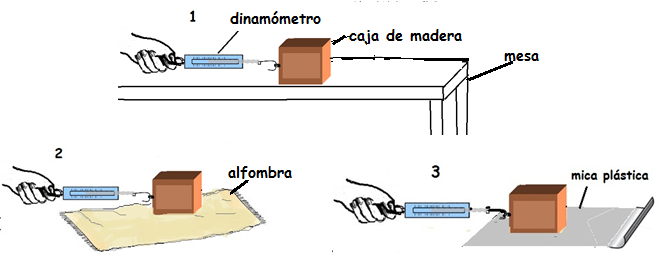 1
dinamómetro
caja de madera
mesa
2
alfombra
3
mica plástica